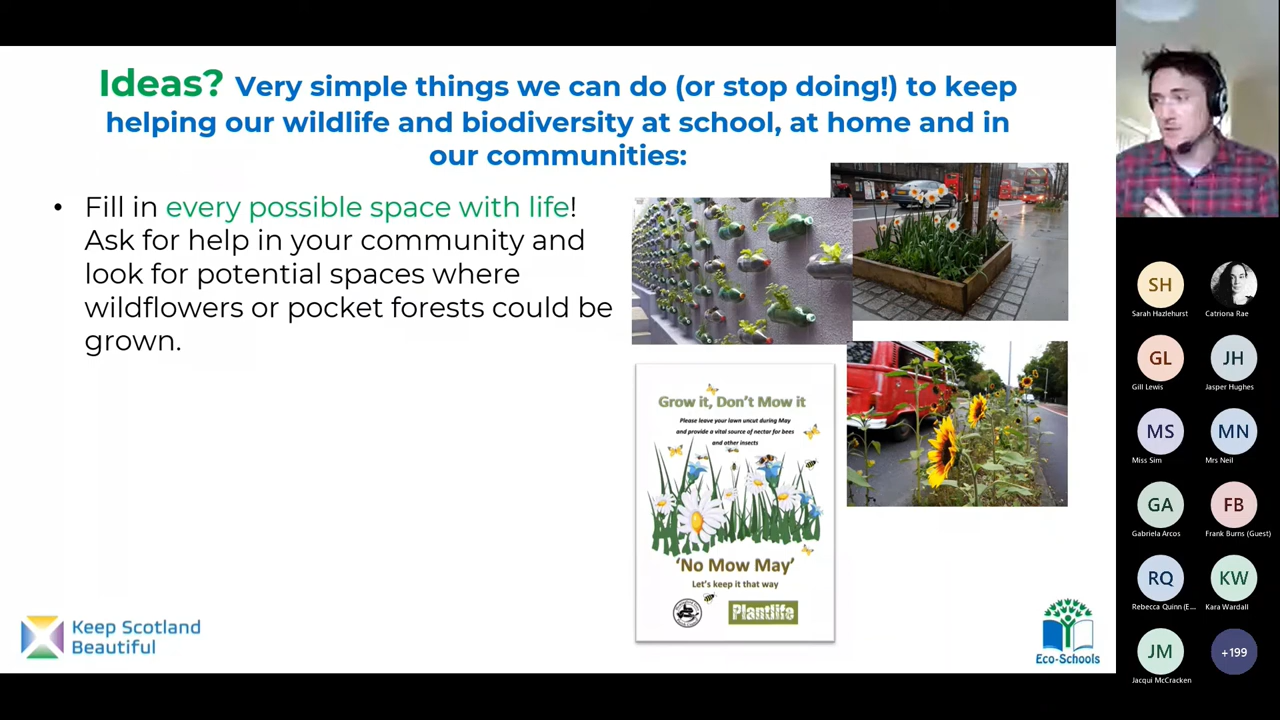 Ideas? Very simple things we can do (or stop doing!) to keep
helping our wildlife and biodiversity at school, at home and in
our communities:
• Fill in every possible space with life!
Ask for help in your community and
look for potential spaces where
wildflowers or pocket forests could be
grown.
Grow it, Don't Mow it
Please leave your lawn uncut during May
and provide a vital source of nectar for bees
and other insects
'No Mow May'
Let's keep it that way
Plantlife
Keep Scotland
Beautiful
Eco-Schools
SH
Sarah Hazlehurst
Catriona Rae
GL
Gill Lewis
JH
Jasper Hughes
MS
Miss Sim
MN
Mrs Neil
GA
Gabriela Arcos
FB
Frank Burns (Guest)
RQ
Rebecca Quinn (E...
KW
Kara Wardall
JM
Jacqui McCracken
+199